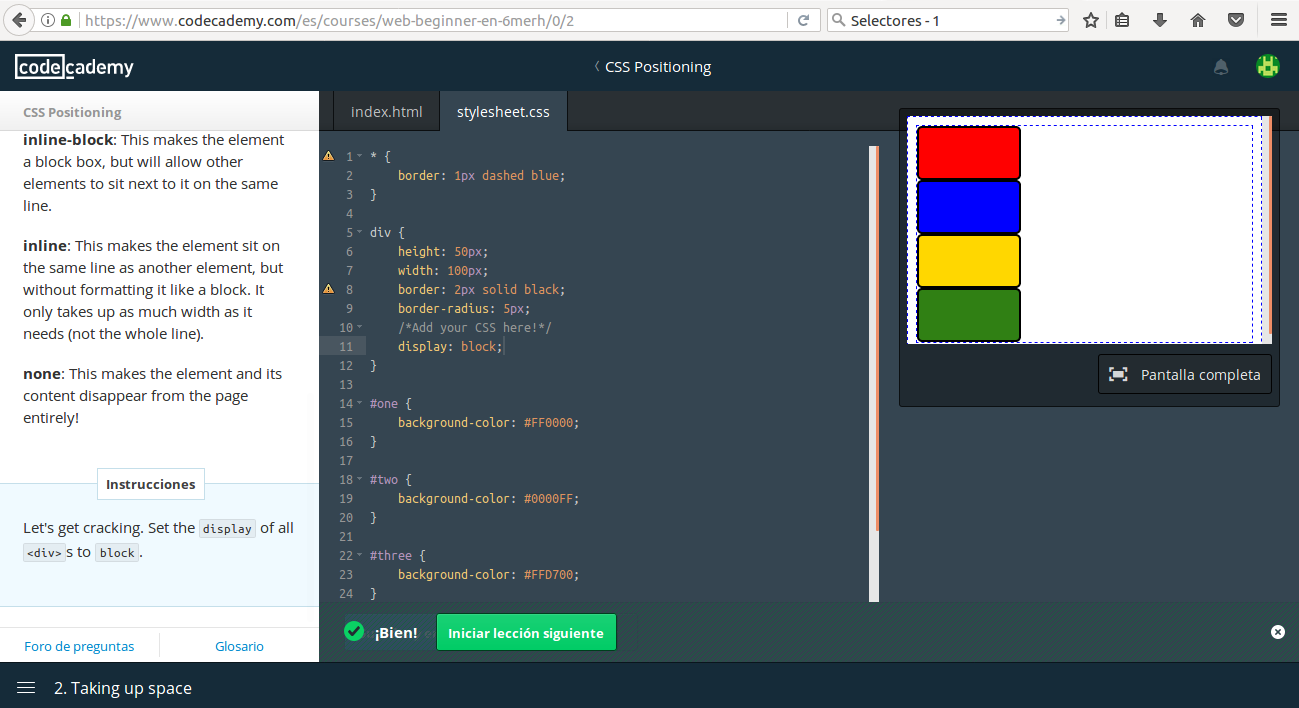 https://www.codecademy.com/es/courses/web-beginner-en-6merh/0/2
Selectores - 1
codecademy
CSS Positioning
CSS Positioning
inline-block: This makes the element
a block box, but will allow other
elements to sit next to it on the same
line.
inline: This makes the element sit on
the same line as another element, but
without formatting it like a block. It
only takes up as much width as it
needs (not the whole line).
none: This makes the element and its
content disappear from the page
entirely!
Instrucciones
Let's get cracking. Set the display of all
<div>s to block.
Foro de preguntas
Glosario
index.html
stylesheet.css
1 * {
2 border: 1px dashed blue;
3 }
4
5 div {
6 height: 50px;
7 width: 100px;
8 border: 2px solid black;
9 border-radius: 5px;
10 /*Add your CSS here!*/
11 display: block;
12 }
13
14 #one {
15 background-color: #FF0000;
16 }
17
18 #two {
19 background-color: #0000FF;
20 }
21
22 #three {
23 background-color: #FFD700;
24 }
Pantalla completa
¡Bien!
Iniciar lección siguiente
2. Taking up space